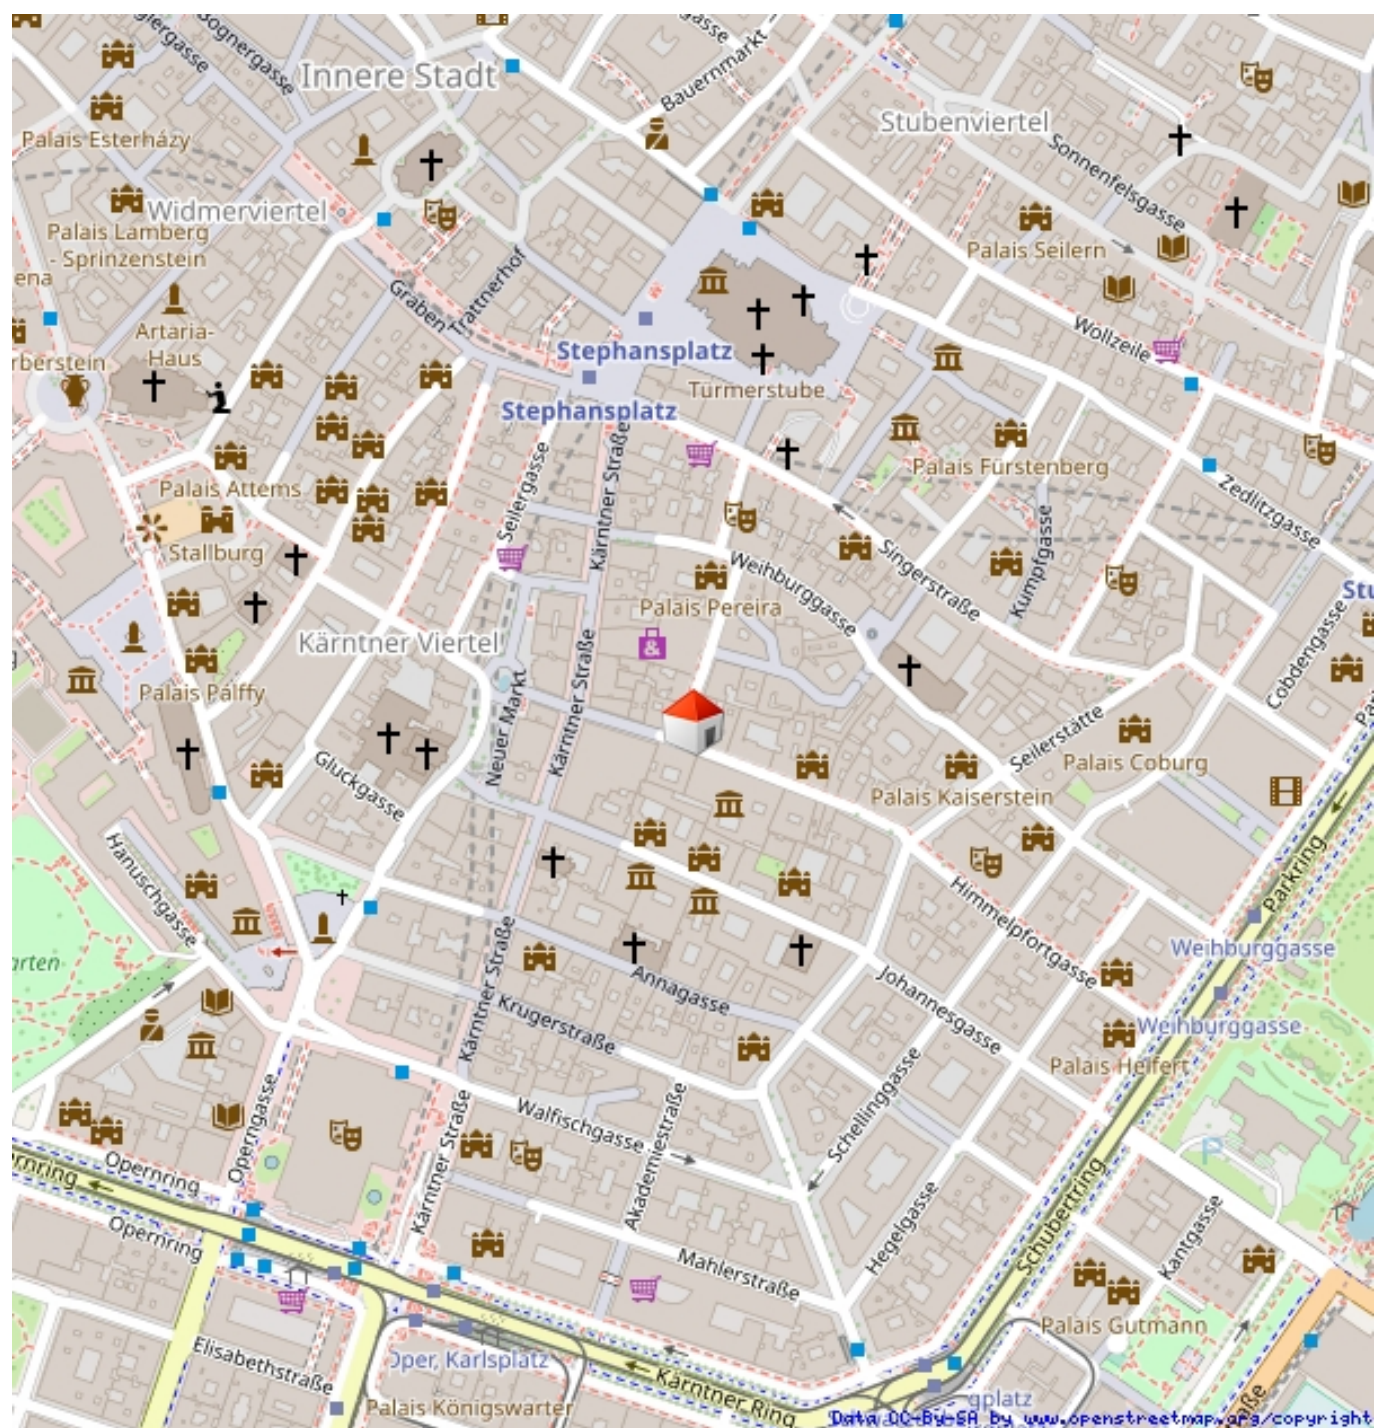 Bognergasse
Innere Stadt
Bauernmarkt
Stubenviertel
Palais Esterházy
Sonnenfelsgasse
Widmerviertel
Palais Lamberg
- Sprinzenstein
Palais Seilern
Graben
Trattnerhof
Artaria-
Haus
Wollzeile
Stephansplatz
Türmerstube
Stephansplatz
Palais Fürstenberg
Palais Attems
Seilergasse
Kärntner Straße
Zedlitzgasse
Stallburg
Weihburggasse
Singerstraße
Kumpfgasse
Palais Pereira
Cobdengasse
Kärntner Viertel
Palais Pálffy
Neuer Markt
Kärntner Straße
Seilerstätte
Palais Coburg
Gluckgasse
Palais Kaiserstein
Hanuschgasse
Parkring
Himmelpfortgasse
Weihburggasse
Annagasse
Johannesgasse
Kärntner Straße
Krugerstraße
Weihburggasse
Palais Helfert
Operngasse
Walfischgasse
Akademiestraße
Schellinggasse
Kärntner Straße
Opernring
Opernring
Schubertring
Hegelgasse
Kantgasse
Mahlerstraße
Palais Gutmann
Elisabethstraße
Oper, Karlsplatz
Kärntner Ring
Palais Königswarter
Data CC-By-SA by www.openstreetmap.org/copyright